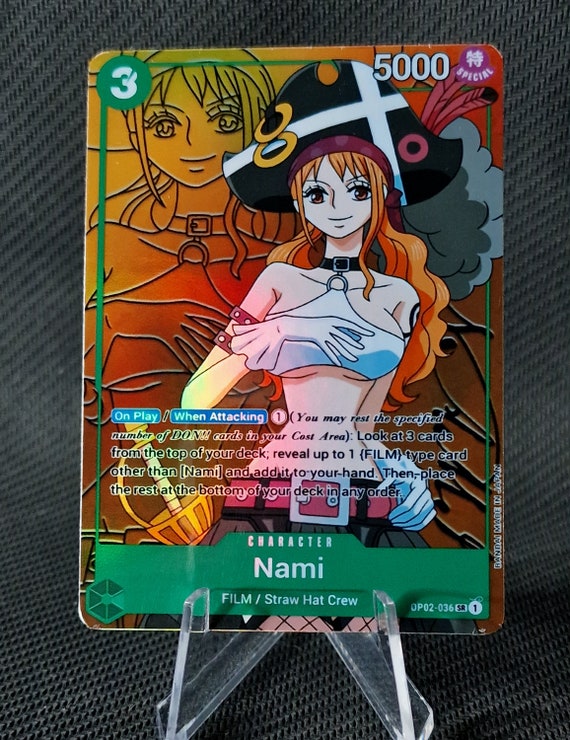 3
5000
特
SPECIAL
On Play / When Attacking ① (You may rest the specified
number of DON!! cards in your Cost Area): Look at 3 cards
from the top of your deck; reveal up to 1 {FILM} type card
other than [Nami] and add it to your hand. Then, place
the rest at the bottom of your deck in any order.
BANDAI MADE IN JAPAN
CHARACTER
Nami
FILM / Straw Hat Crew
OP02-036 SR 1